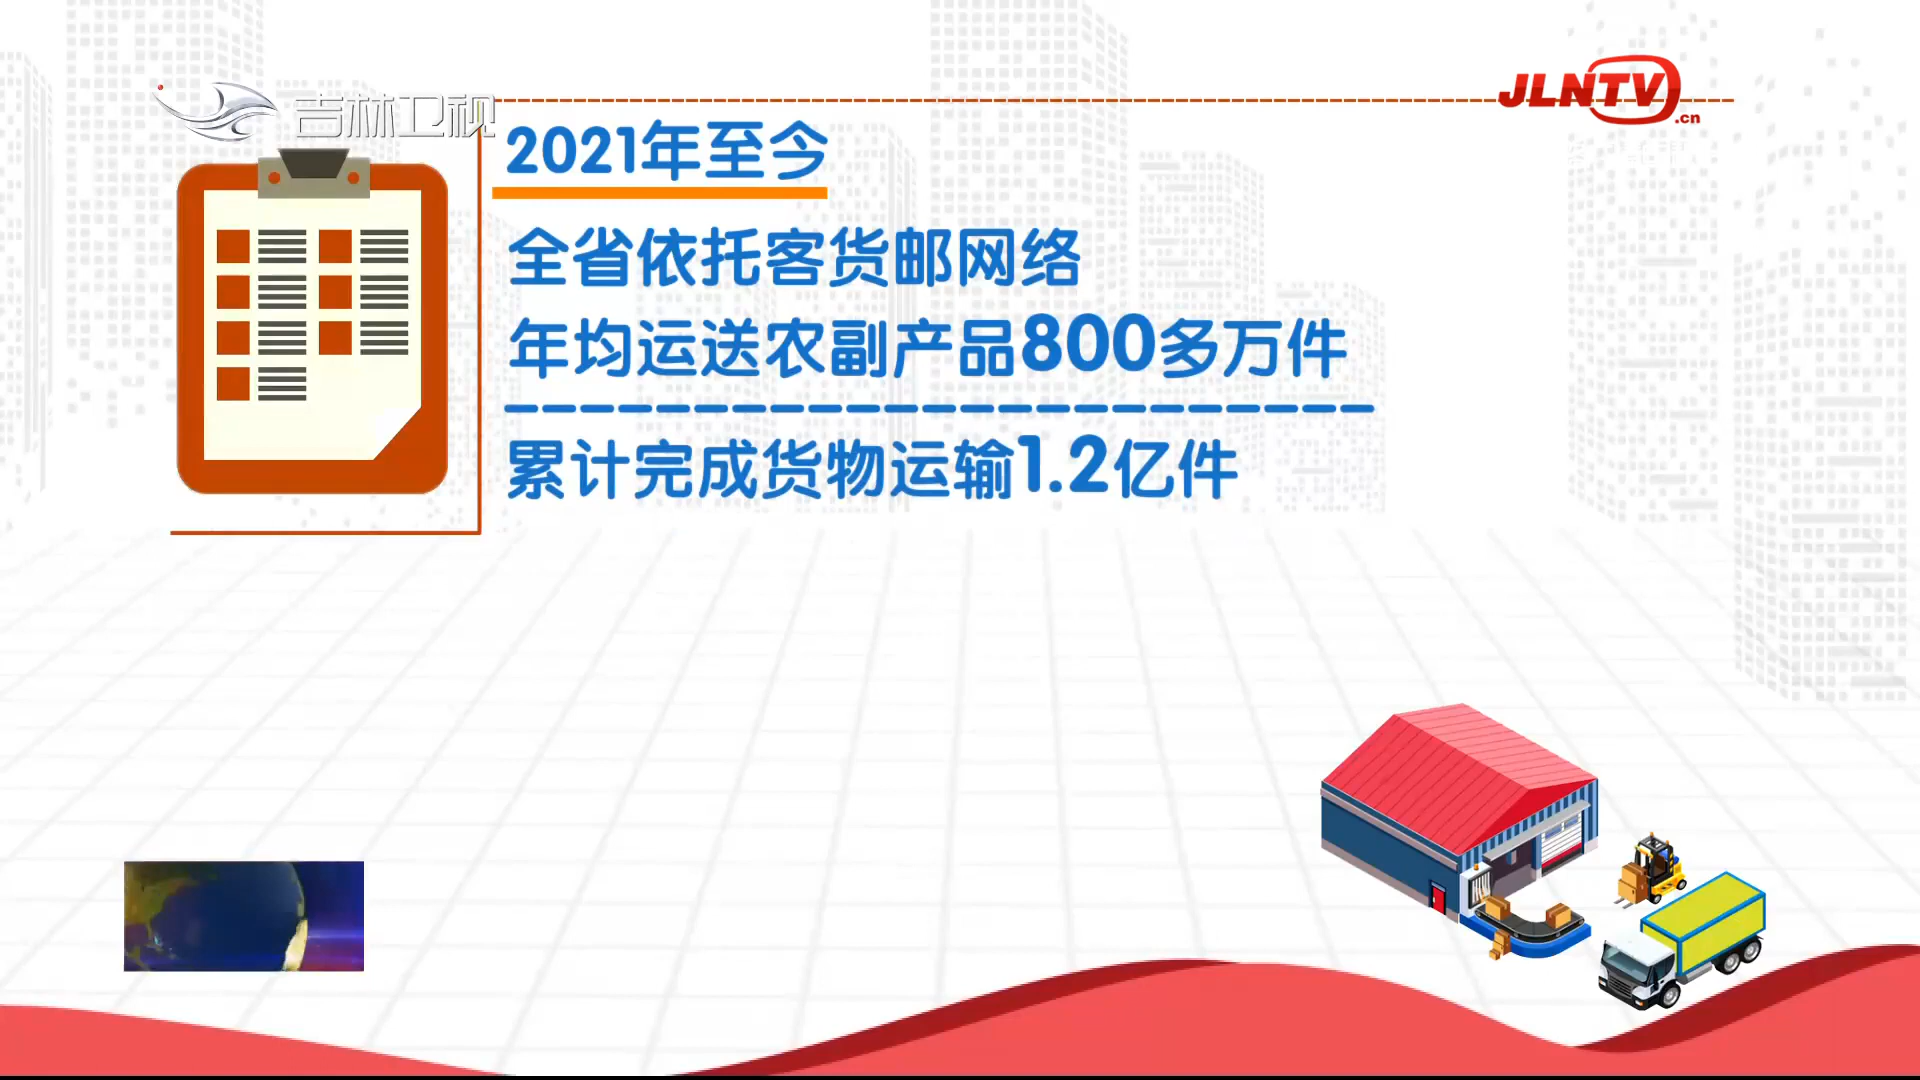 吉林卫视
JLNTV.cn
2021年至今
全省依托客货邮网络
年均运送农副产品800多万件
累计完成货物运输1.2亿件